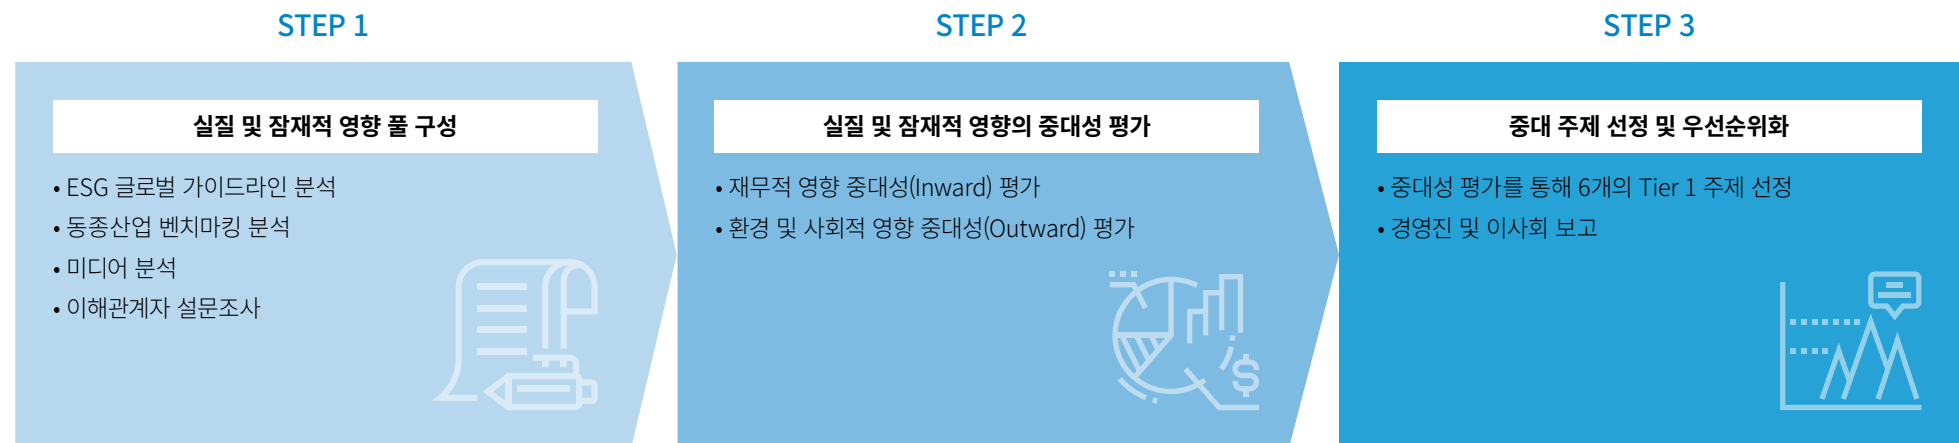 STEP 1
실질 및 잠재적 영향 풀 구성
• ESG 글로벌 가이드라인 분석
• 동종산업 벤치마킹 분석
• 미디어 분석
• 이해관계자 설문조사
STEP 2
실질 및 잠재적 영향의 중대성 평가
• 재무적 영향 중대성(Inward) 평가
• 환경 및 사회적 영향 중대성(Outward) 평가
STEP 3
중대 주제 선정 및 우선순위화
• 중대성 평가를 통해 6개의 Tier 1 주제 선정
• 경영진 및 이사회 보고
$